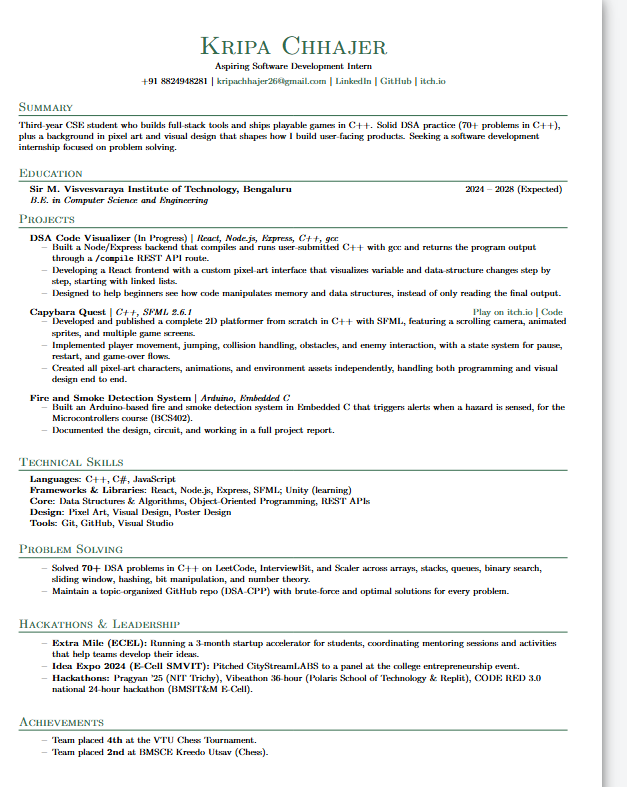 Kripa Chhajer
Aspiring Software Development Intern
+91 8824948281 | kripachhajer26@gmail.com | LinkedIn | GitHub | itch.io
Summary
Third-year CSE student who builds full-stack tools and ships playable games in C++. Solid DSA practice (70+ problems in C++),
plus a background in pixel art and visual design that shapes how I build user-facing products. Seeking a software development
internship focused on problem solving.
Education
Sir M. Visvesvaraya Institute of Technology, Bengaluru 2024 – 2028 (Expected)
B.E. in Computer Science and Engineering
Projects
DSA Code Visualizer (In Progress) | React, Node.js, Express, C++, gcc
– Built a Node/Express backend that compiles and runs user-submitted C++ with gcc and returns the program output
through a /compile REST API route.
– Developing a React frontend with a custom pixel-art interface that visualizes variable and data-structure changes step by
step, starting with linked lists.
– Designed to help beginners see how code manipulates memory and data structures, instead of only reading the final output.
Capybara Quest | C++, SFML 2.6.1 Play on itch.io | Code
– Developed and published a complete 2D platformer from scratch in C++ with SFML, featuring a scrolling camera, animated
sprites, and multiple game screens.
– Implemented player movement, jumping, collision handling, obstacles, and enemy interaction, with a state system for pause,
restart, and game-over flows.
– Created all pixel-art characters, animations, and environment assets independently, handling both programming and visual
design end to end.
Fire and Smoke Detection System | Arduino, Embedded C
– Built an Arduino-based fire and smoke detection system in Embedded C that triggers alerts when a hazard is sensed, for the
Microcontrollers course (BCS402).
– Documented the design, circuit, and working in a full project report.
Technical Skills
Languages: C++, C#, JavaScript
Frameworks & Libraries: React, Node.js, Express, SFML; Unity (learning)
Core: Data Structures & Algorithms, Object-Oriented Programming, REST APIs
Design: Pixel Art, Visual Design, Poster Design
Tools: Git, GitHub, Visual Studio
Problem Solving
– Solved 70+ DSA problems in C++ on LeetCode, InterviewBit, and Scaler across arrays, stacks, queues, binary search,
sliding window, hashing, bit manipulation, and number theory.
– Maintain a topic-organized GitHub repo (DSA-CPP) with brute-force and optimal solutions for every problem.
Hackathons & Leadership
– Extra Mile (ECEL): Running a 3-month startup accelerator for students, coordinating mentoring sessions and activities
that help teams develop their ideas.
– Idea Expo 2024 (E-Cell SMVIT): Pitched CityStreamLABS to a panel at the college entrepreneurship event.
– Hackathons: Pragyan '25 (NIT Trichy), Vibeathon 36-hour (Polaris School of Technology & Replit), CODE RED 3.0
national 24-hour hackathon (BMSIT&M E-Cell).
Achievements
– Team placed 4th at the VTU Chess Tournament.
– Team placed 2nd at BMSCE Kreedo Utsav (Chess).